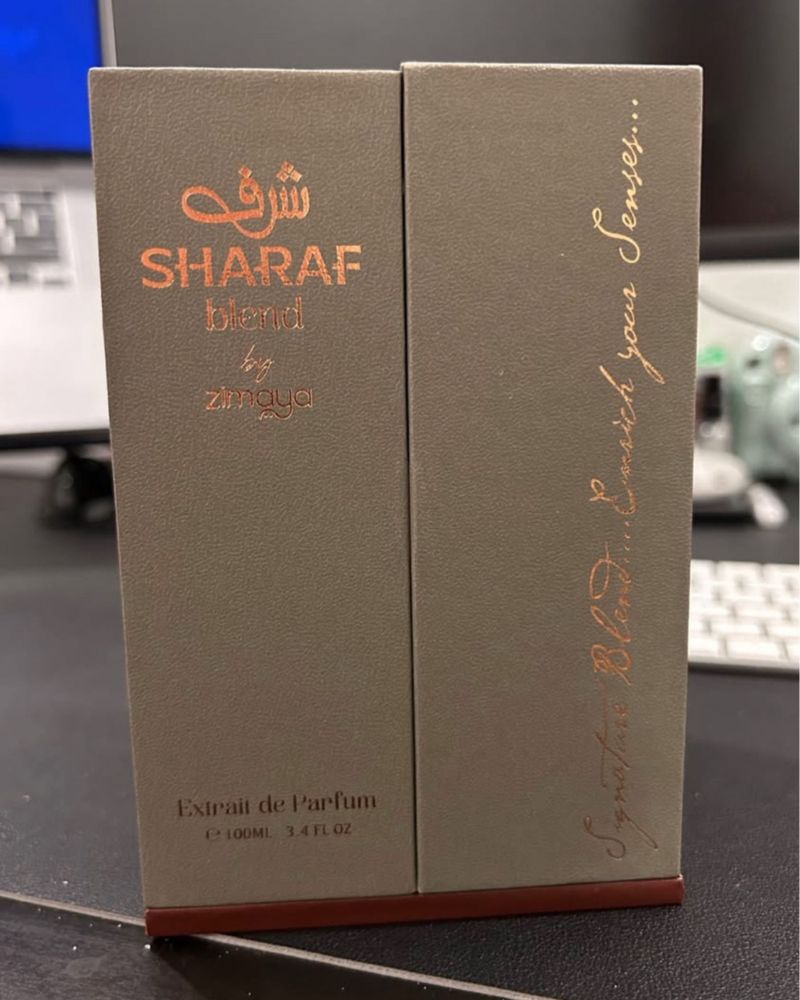 شرف
SHARAF
blend
by
zimaya
Extrait de Parfum
℮ 100ML 3.4 FL OZ
Signature Blend....Enrich your Senses...